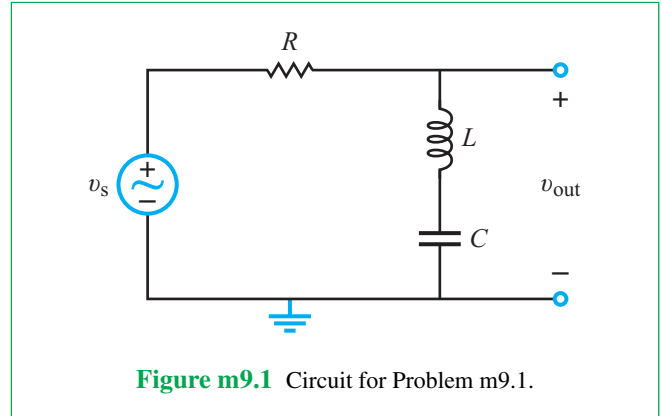 R
+
L
+
−
v_s
v_out
C
−
Figure m9.1 Circuit for Problem m9.1.